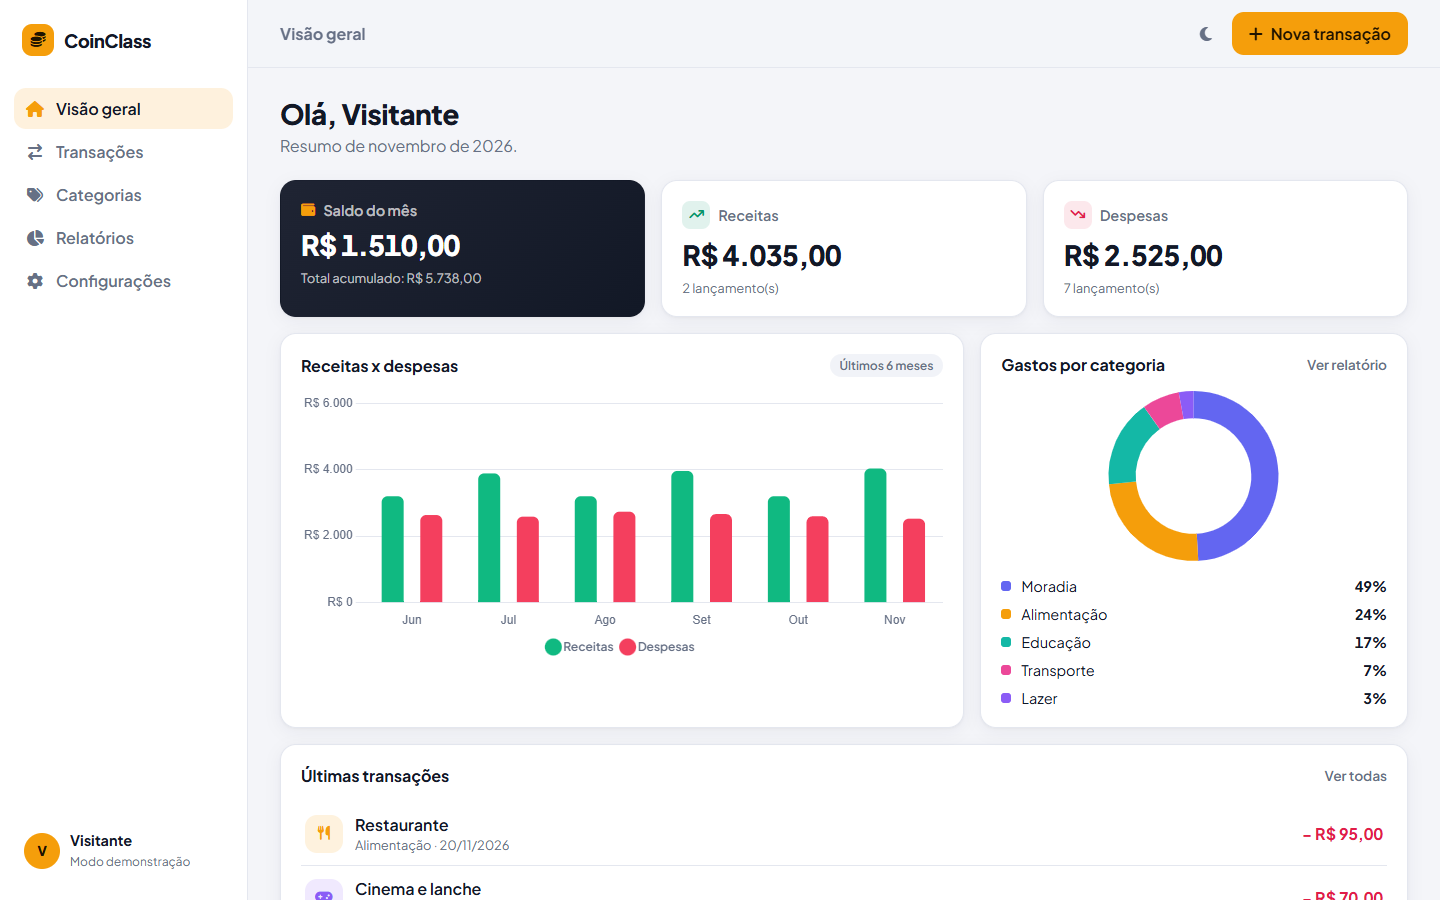 CoinClass
Visão geral
Transações
Categorias
Relatórios
Configurações
V
Visitante
Modo demonstração
Visão geral
+ Nova transação
Olá, Visitante
Resumo de novembro de 2026.
Saldo do mês
R$ 1.510,00
Total acumulado: R$ 5.738,00
Receitas
R$ 4.035,00
2 lançamento(s)
Despesas
R$ 2.525,00
7 lançamento(s)
Receitas x despesas
Últimos 6 meses
R$ 6.000
R$ 4.000
R$ 2.000
R$ 0
Jun Jul Ago Set Out Nov
Receitas Despesas
Gastos por categoria
Ver relatório
Moradia 49%
Alimentação 24%
Educação 17%
Transporte 7%
Lazer 3%
Últimas transações
Ver todas
Restaurante
Alimentação · 20/11/2026
− R$ 95,00
Cinema e lanche
− R$ 70,00